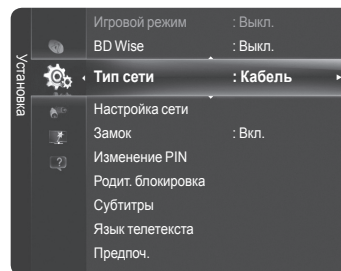 Установка
Игровой режим : Выкл.
BD Wise : Выкл.
Тип сети : Кабель
Настройка сети
Замок : Вкл.
Изменение PIN
Родит. блокировка
Субтитры
Язык телетекста
Предпоч.